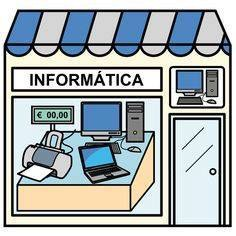 INFORMÁTICA
€ 00,00